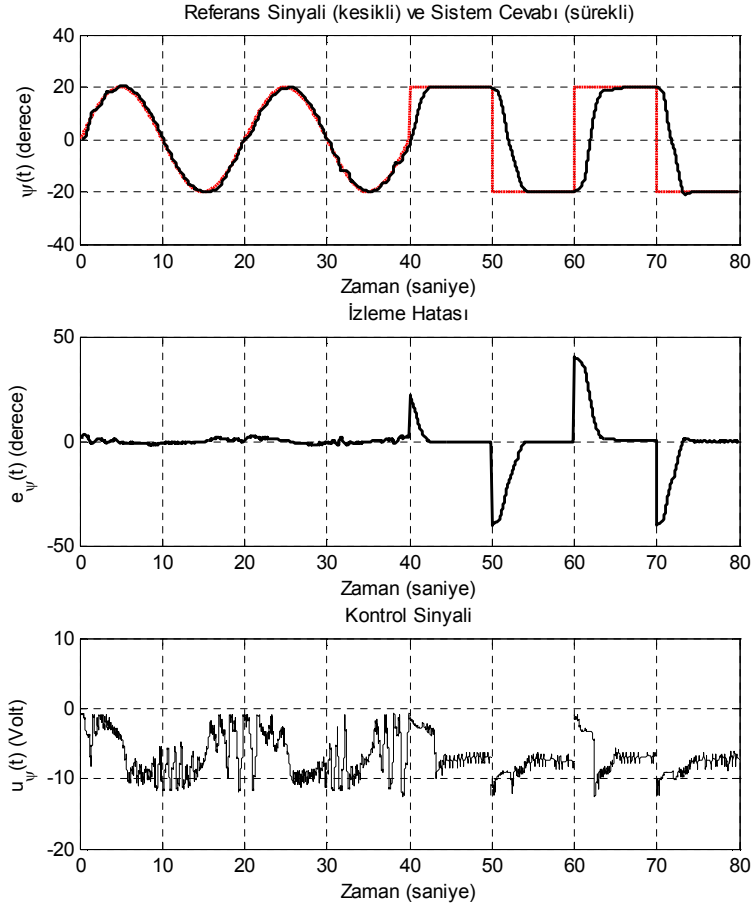 Referans Sinyali (kesikli) ve Sistem Cevabı (sürekli)
40
20
0
-20
-40
ψ(t) (derece)
0 10 20 30 40 50 60 70 80
Zaman (saniye)
İzleme Hatası
50
0
-50
e_ψ(t) (derece)
0 10 20 30 40 50 60 70 80
Zaman (saniye)
Kontrol Sinyali
10
0
-10
-20
u_ψ(t) (Volt)
0 10 20 30 40 50 60 70 80
Zaman (saniye)